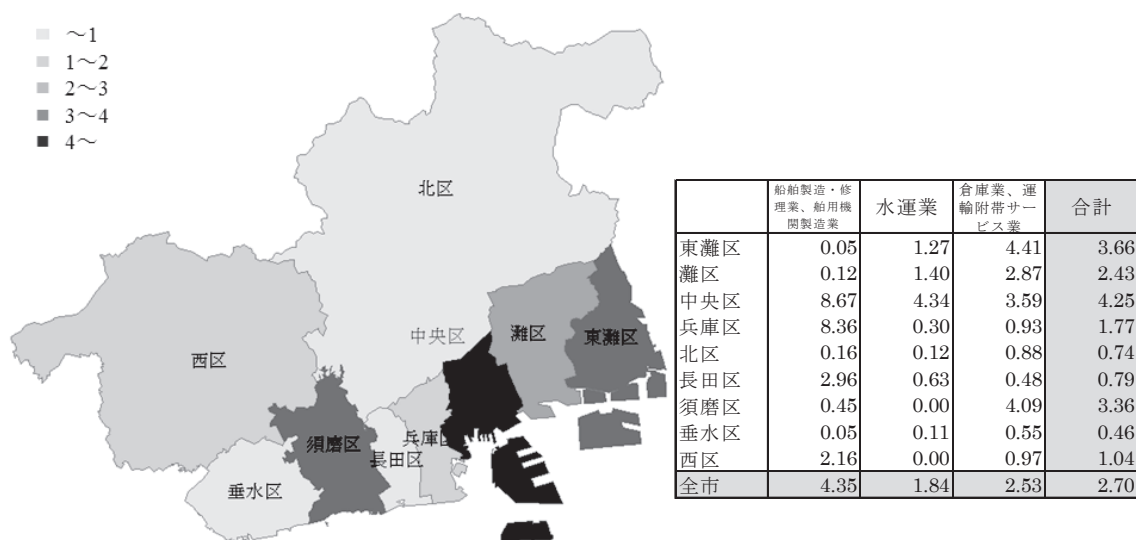 ～1
1～2
2～3
3～4
4～
北区
中央区
灘区
東灘区
西区
兵庫区
須磨区
長田区
垂水区
船舶製造・修理業、舶用機関製造業 水運業 倉庫業、運輸附帯サービス業 合計
東灘区 0.05 1.27 4.41 3.66
灘区 0.12 1.40 2.87 2.43
中央区 8.67 4.34 3.59 4.25
兵庫区 8.36 0.30 0.93 1.77
北区 0.16 0.12 0.88 0.74
長田区 2.96 0.63 0.48 0.79
須磨区 0.45 0.00 4.09 3.36
垂水区 0.05 0.11 0.55 0.46
西区 2.16 0.00 0.97 1.04
全市 4.35 1.84 2.53 2.70